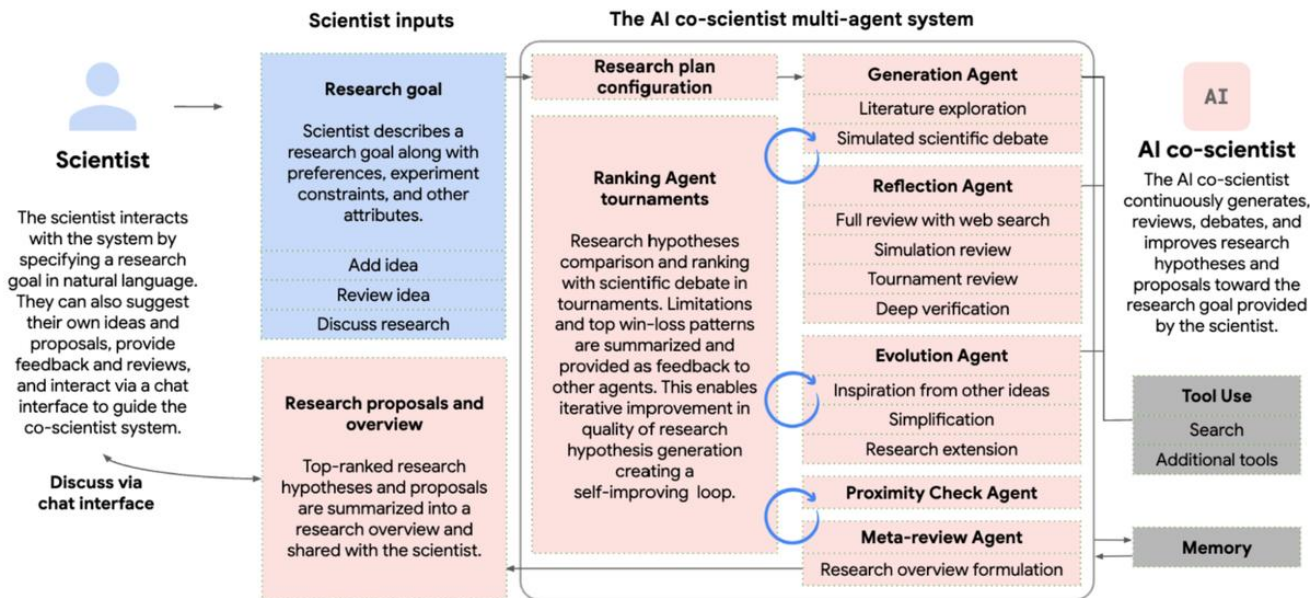 Scientist inputs
The AI co-scientist multi-agent system
Scientist
The scientist interacts
with the system by
specifying a research
goal in natural language.
They can also suggest
their own ideas and
proposals, provide
feedback and reviews,
and interact via a chat
interface to guide the
co-scientist system.
Discuss via
chat interface
Research goal
Scientist describes a
research goal along with
preferences, experiment
constraints, and other
attributes.
Add idea
Review idea
Discuss research
Research proposals and
overview
Top-ranked research
hypotheses and proposals
are summarized into a
research overview and
shared with the scientist.
Research plan
configuration
Ranking Agent
tournaments
Research hypotheses
comparison and ranking
with scientific debate in
tournaments. Limitations
and top win-loss patterns
are summarized and
provided as feedback to
other agents. This enables
iterative improvement in
quality of research
hypothesis generation
creating a
self-improving loop.
Generation Agent
Literature exploration
Simulated scientific debate
Reflection Agent
Full review with web search
Simulation review
Tournament review
Deep verification
Evolution Agent
Inspiration from other ideas
Simplification
Research extension
Proximity Check Agent
Meta-review Agent
Research overview formulation
AI
AI co-scientist
The AI co-scientist
continuously generates,
reviews, debates, and
improves research
hypotheses and
proposals toward the
research goal provided
by the scientist.
Tool Use
Search
Additional tools
Memory